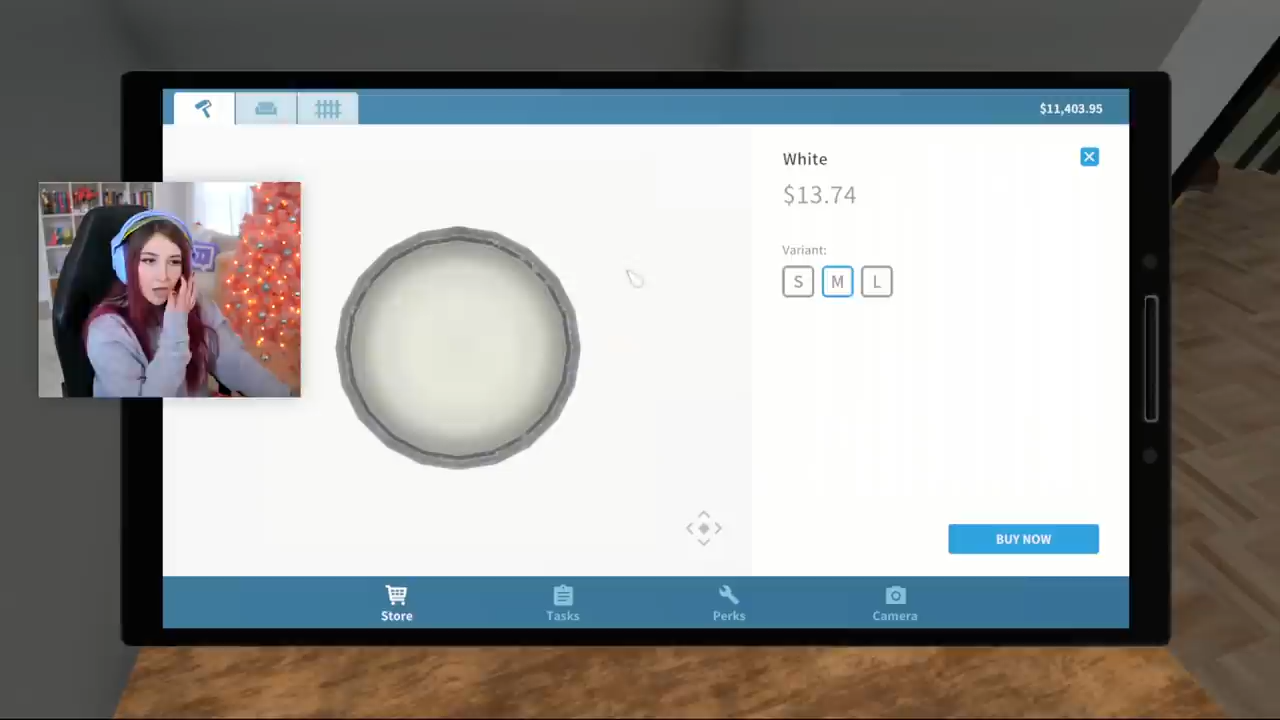 $11,403.95
White
$13.74
Variant:
S M L
BUY NOW
Store Tasks Perks Camera